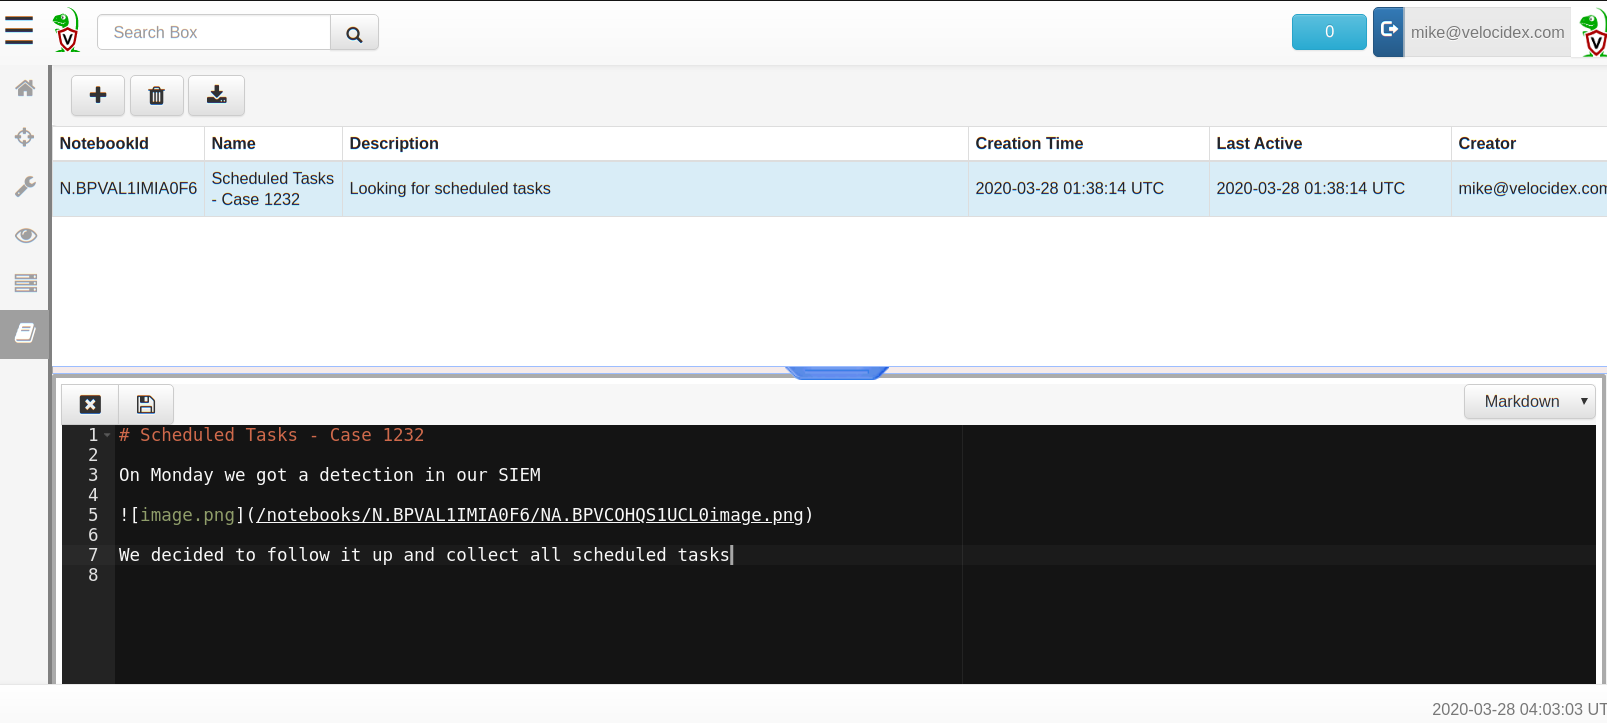 V
Search Box
0
mike@velocidex.com
V
NotebookId Name Description Creation Time Last Active Creator
N.BPVAL1IMIA0F6 Scheduled Tasks - Case 1232 Looking for scheduled tasks 2020-03-28 01:38:14 UTC 2020-03-28 01:38:14 UTC mike@velocidex.com
Markdown
1 # Scheduled Tasks - Case 1232
2
3 On Monday we got a detection in our SIEM
4
5 ![image.png](/notebooks/N.BPVAL1IMIA0F6/NA.BPVCOHQS1UCL0image.png)
6
7 We decided to follow it up and collect all scheduled tasks
8
2020-03-28 04:03:03 UT